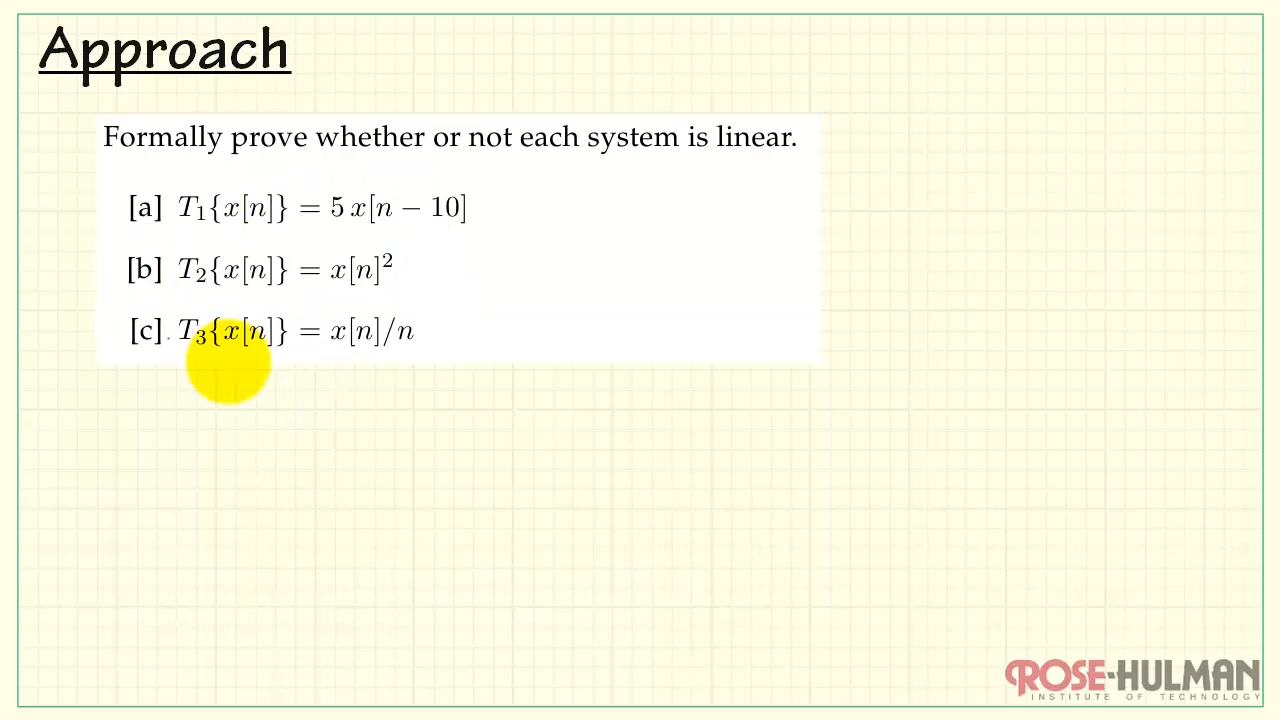 Approach
Formally prove whether or not each system is linear.
[a] T₁{x[n]} = 5 x[n − 10]
[b] T₂{x[n]} = x[n]²
[c] T₃{x[n]} = x[n]/n
ROSE-HULMAN
INSTITUTE OF TECHNOLOGY